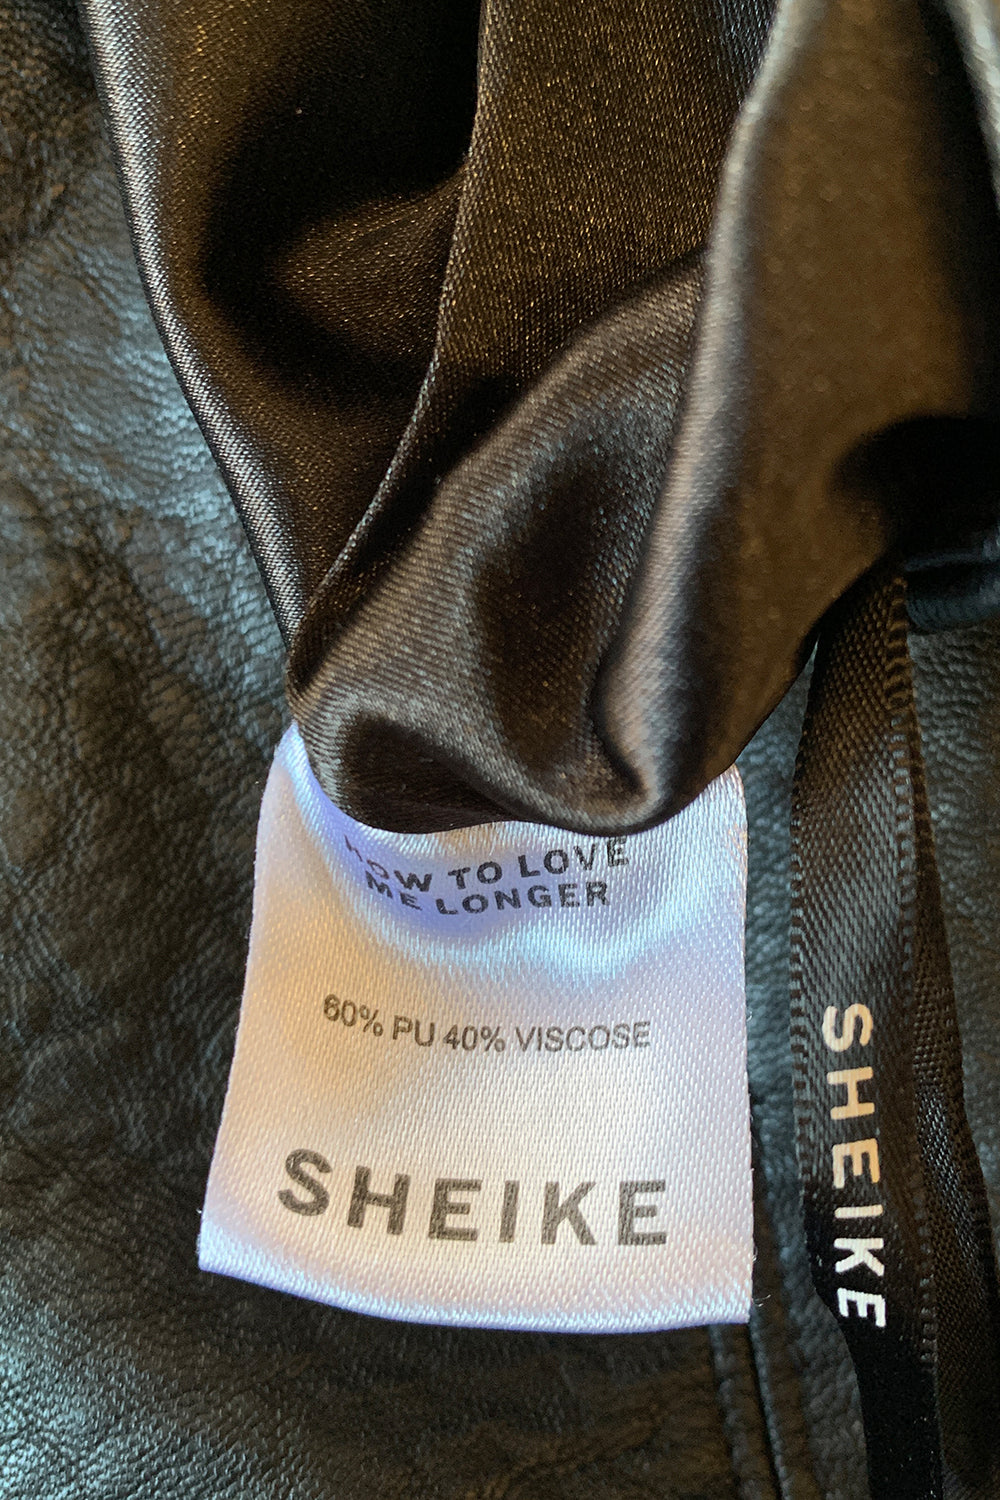 HOW TO LOVE
ME LONGER
60% PU 40% VISCOSE
SHEIKE
SHEIKE